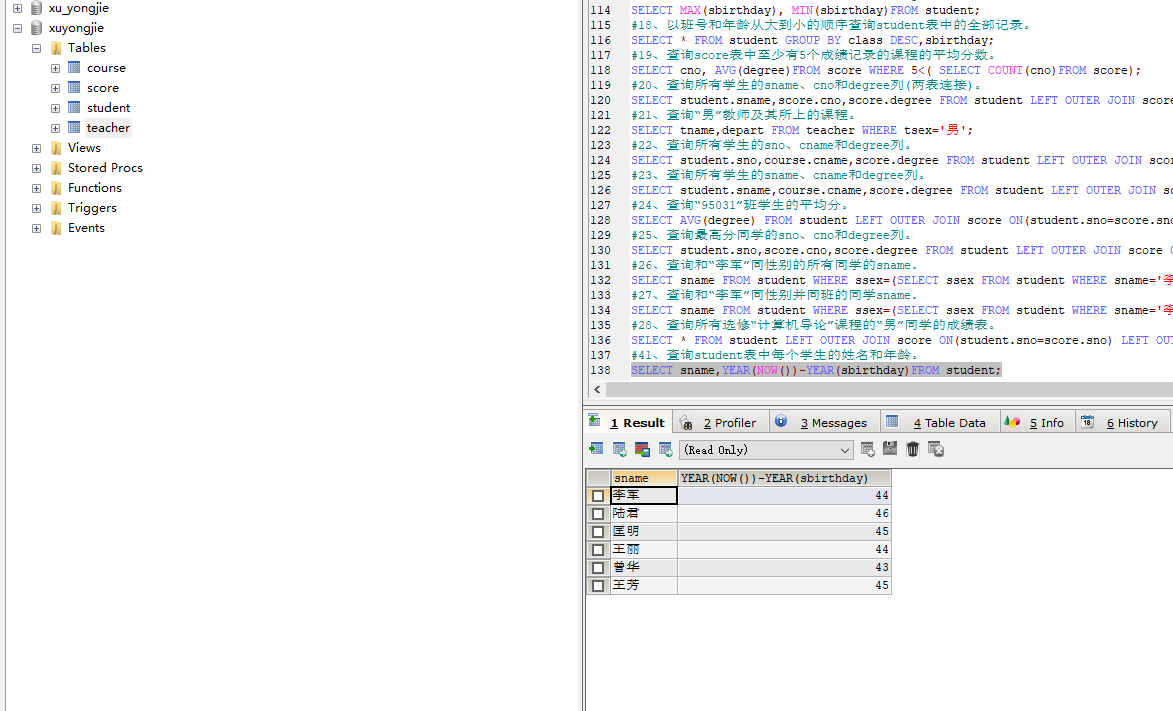 xu_yongjie
xuyongjie
Tables
course
score
student
teacher
Views
Stored Procs
Functions
Triggers
Events
114 SELECT MAX(sbirthday), MIN(sbirthday)FROM student;
115 #18、以班号和年龄从大到小的顺序查询student表中的全部记录。
116 SELECT * FROM student GROUP BY class DESC,sbirthday;
117 #19、查询score表中至少有5个成绩记录的课程的平均分数。
118 SELECT cno, AVG(degree)FROM score WHERE 5<( SELECT COUNT(cno)FROM score);
119 #20、查询所有学生的sname、cno和degree列(两表连接)。
120 SELECT student.sname,score.cno,score.degree FROM student LEFT OUTER JOIN score
121 #21、查询“男”教师及其所上的课程。
122 SELECT tname,depart FROM teacher WHERE tsex='男';
123 #22、查询所有学生的sno、cname和degree列。
124 SELECT student.sno,course.cname,score.degree FROM student LEFT OUTER JOIN scor
125 #23、查询所有学生的sname、cname和degree列。
126 SELECT student.sname,course.cname,score.degree FROM student LEFT OUTER JOIN sc
127 #24、查询“95031”班学生的平均分。
128 SELECT AVG(degree) FROM student LEFT OUTER JOIN score ON(student.sno=score.sno
129 #25、查询最高分同学的sno、cno和degree列。
130 SELECT student.sno,score.cno,score.degree FROM student LEFT OUTER JOIN score O
131 #26、查询和“李军”同性别的所有同学的sname.
132 SELECT sname FROM student WHERE ssex=(SELECT ssex FROM student WHERE sname='李
133 #27、查询和“李军”同性别并同班的同学sname.
134 SELECT sname FROM student WHERE ssex=(SELECT ssex FROM student WHERE sname='李
135 #28、查询所有选修“计算机导论”课程的“男”同学的成绩表。
136 SELECT * FROM student LEFT OUTER JOIN score ON(student.sno=score.sno) LEFT OUT
137 #41、查询student表中每个学生的姓名和年龄。
138 SELECT sname,YEAR(NOW())-YEAR(sbirthday)FROM student;
1 Result 2 Profiler 3 Messages 4 Table Data 5 Info 18 6 History
(Read Only)
sname YEAR(NOW())-YEAR(sbirthday)
李军 44
陆君 46
匡明 45
王丽 44
曾华 43
王芳 45